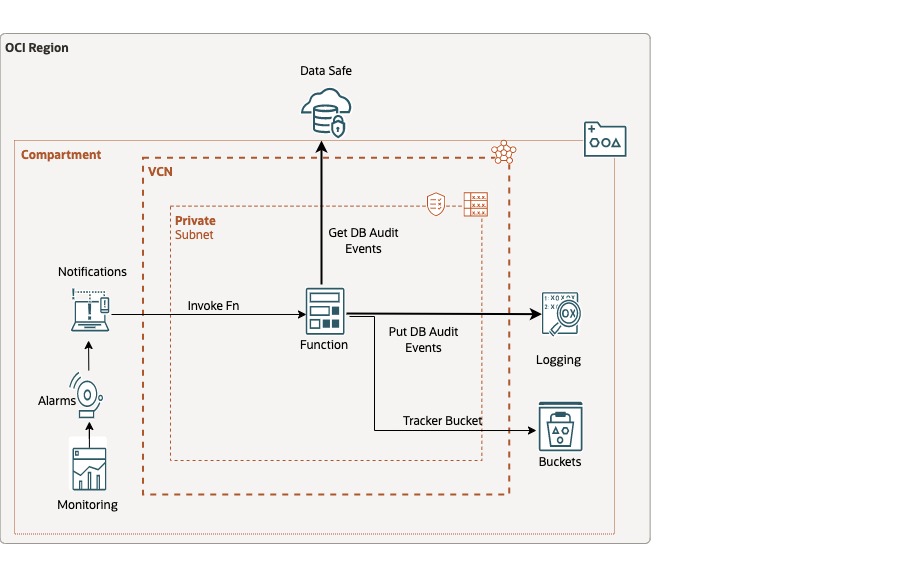 OCI Region
Data Safe
Compartment
VCN
Private
Subnet
Get DB Audit
Events
Notifications
Invoke Fn
Function
Put DB Audit
Events
Logging
Alarms
Tracker Bucket
Buckets
Monitoring